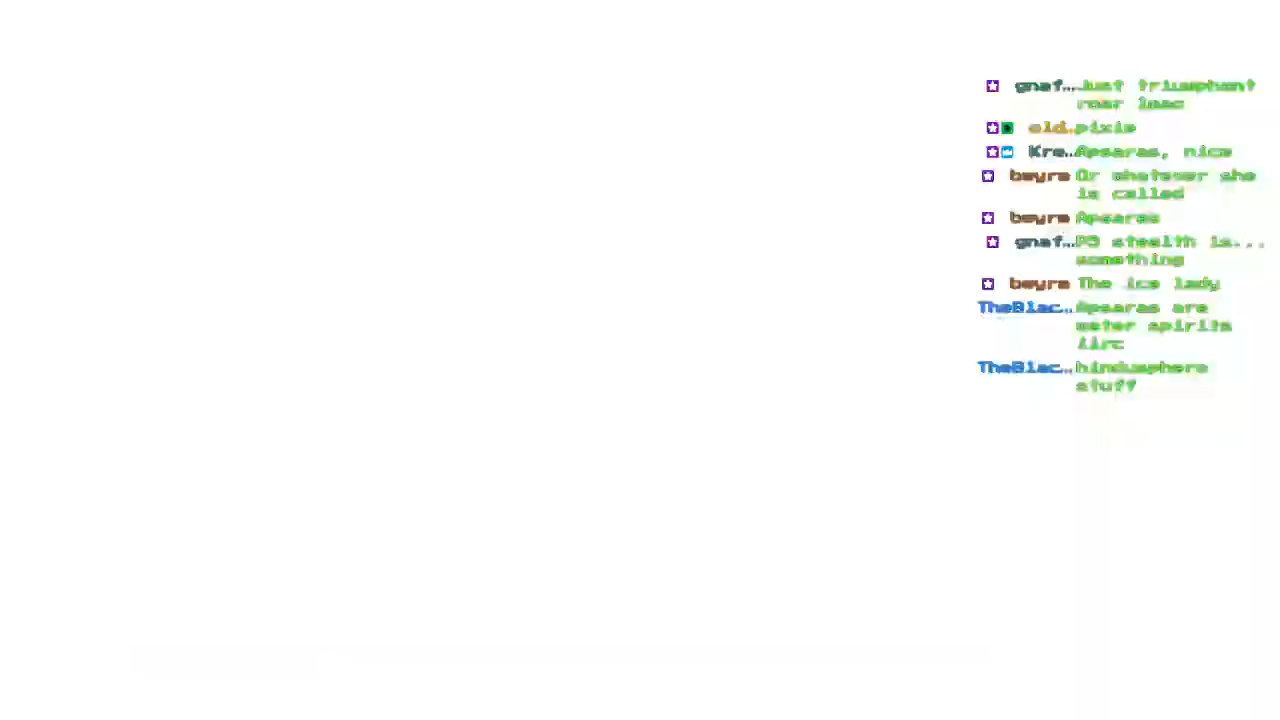 gnaf… Just triumphant
roar lmao
old… pixie
Kre… Apsaras, nice
beyra Or whatever she
is called
beyra Apsaras
gnaf… P5 stealth is...
something
beyra The ice lady
TheBlac… Apsaras are
water spirits
iirc
TheBlac… hindusphere
stuff